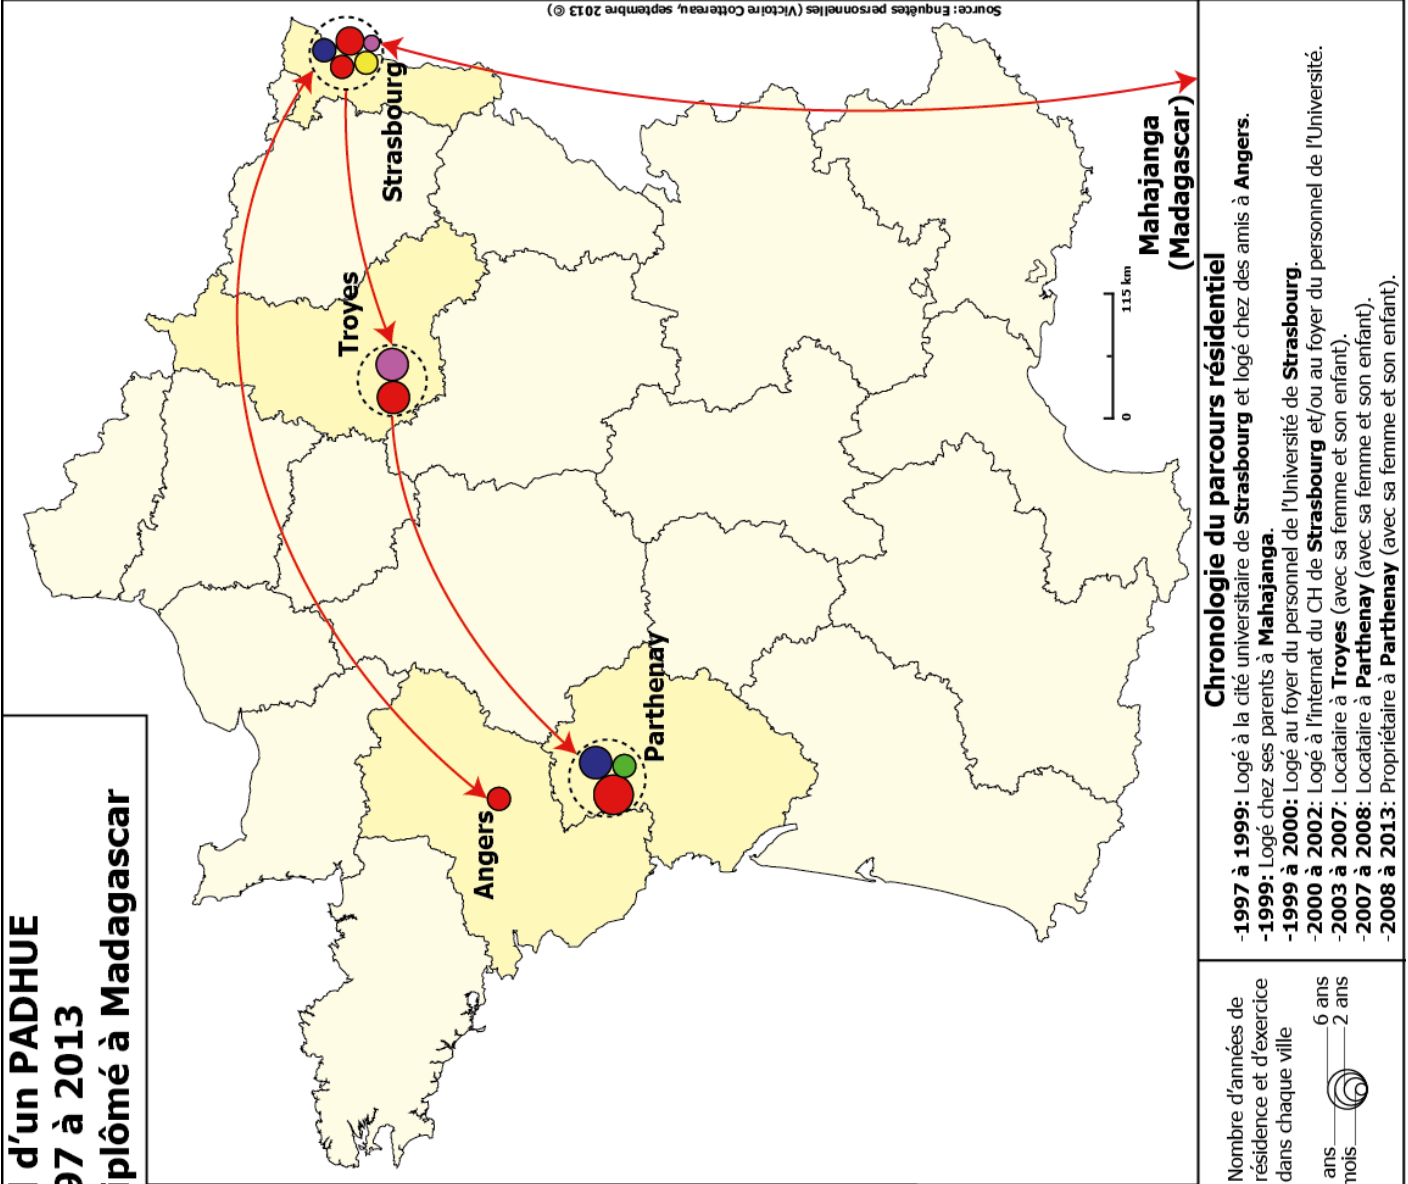 d'un PADHUE
97 à 2013
plômé à Madagascar
Strasbourg
Troyes
Angers
Parthenay
Mahajanga
(Madagascar)
0
115 km
Source: Enquêtes personnelles (Victoire Cottereau, septembre 2013 ©)
Nombre d'années de
résidence et d'exercice
dans chaque ville
6 ans
2 ans
ans
mois
Chronologie du parcours résidentiel
-1997 à 1999: Logé à la cité universitaire de Strasbourg et logé chez des amis à Angers.
-1999: Logé chez ses parents à Mahajanga.
-1999 à 2000: Logé au foyer du personnel de l'Université de Strasbourg.
-2000 à 2002: Logé à l'internat du CH de Strasbourg et/ou au foyer du personnel de l'Université.
-2003 à 2007: Locataire à Troyes (avec sa femme et son enfant).
-2007 à 2008: Locataire à Parthenay (avec sa femme et son enfant).
-2008 à 2013: Propriétaire à Parthenay (avec sa femme et son enfant).